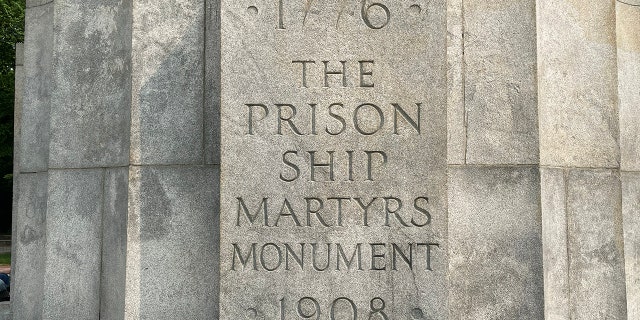 · 1776 ·
THE
PRISON
SHIP
MARTYRS
MONUMENT
· 1908 ·